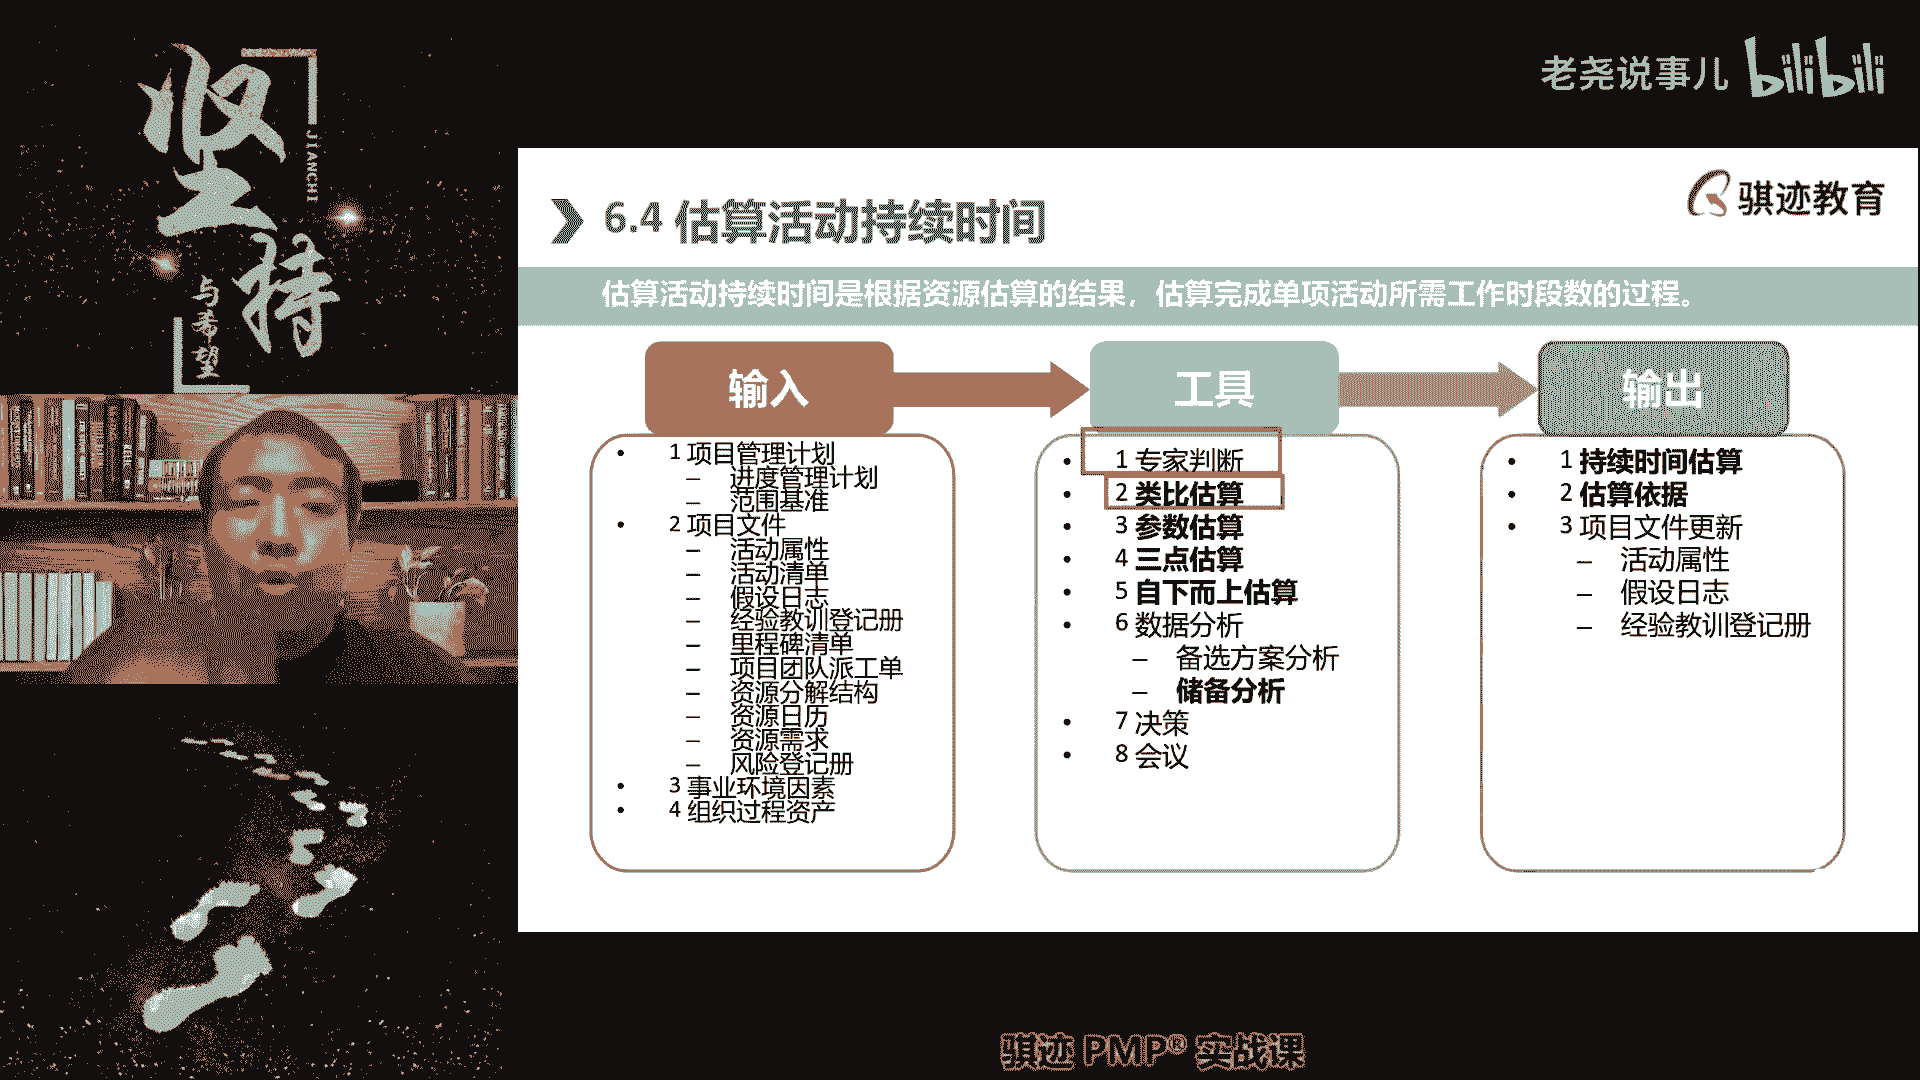 坚持
JIANCHI
与希望
老尧说事儿 bilibili
骐迹教育
6.4 估算活动持续时间
估算活动持续时间是根据资源估算的结果，估算完成单项活动所需工作时段数的过程。
输入
• 1 项目管理计划
– 进度管理计划
– 范围基准
• 2 项目文件
– 活动属性
– 活动清单
– 假设日志
– 经验教训登记册
– 里程碑清单
– 项目团队派工单
– 资源分解结构
– 资源日历
– 资源需求
– 风险登记册
• 3 事业环境因素
• 4 组织过程资产
工具
• 1 专家判断
• 2 类比估算
• 3 参数估算
• 4 三点估算
• 5 自下而上估算
• 6 数据分析
– 备选方案分析
– 储备分析
• 7 决策
• 8 会议
输出
• 1 持续时间估算
• 2 估算依据
• 3 项目文件更新
– 活动属性
– 假设日志
– 经验教训登记册
骐迹 PMP® 实战课